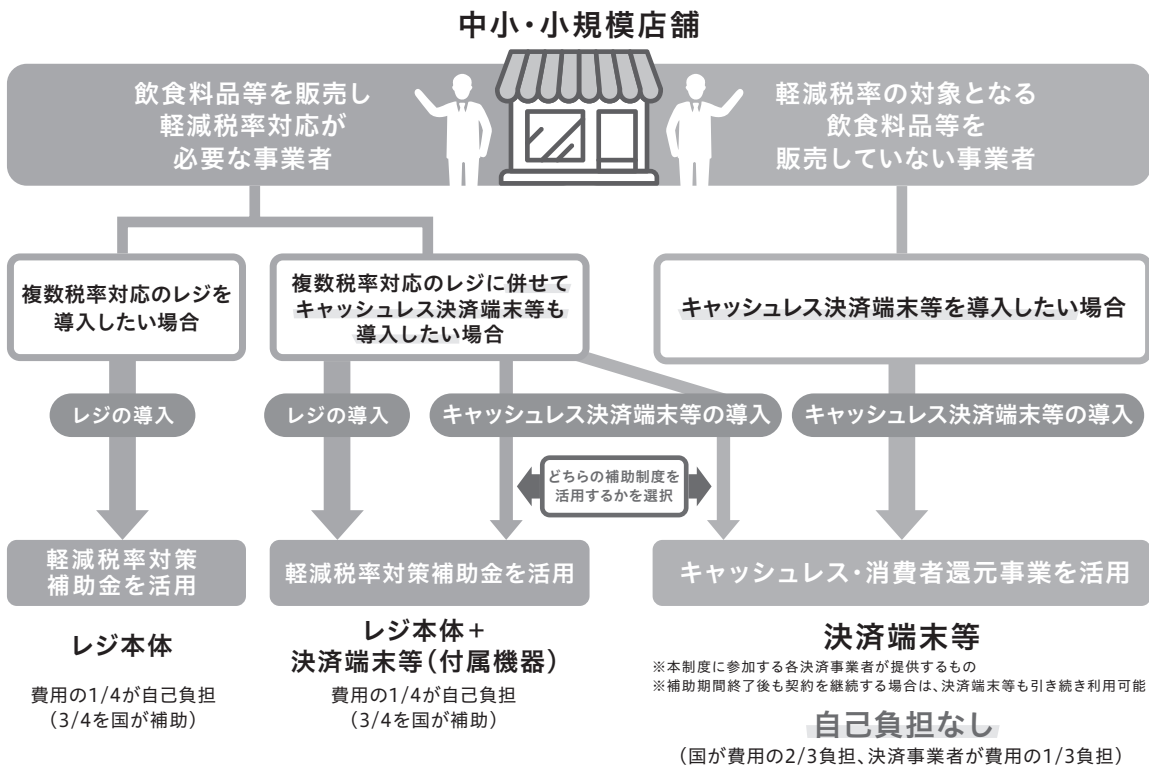 中小・小規模店舗
飲食料品等を販売し
軽減税率対応が
必要な事業者
軽減税率の対象となる
飲食料品等を
販売していない事業者
複数税率対応のレジを
導入したい場合
複数税率対応のレジに併せて
キャッシュレス決済端末等も
導入したい場合
キャッシュレス決済端末等を導入したい場合
レジの導入
レジの導入
キャッシュレス決済端末等の導入
キャッシュレス決済端末等の導入
どちらの補助制度を
活用するかを選択
軽減税率対策
補助金を活用
軽減税率対策補助金を活用
キャッシュレス・消費者還元事業を活用
レジ本体
費用の1/4が自己負担
(3/4を国が補助)
レジ本体+
決済端末等(付属機器)
費用の1/4が自己負担
(3/4を国が補助)
決済端末等
※本制度に参加する各決済事業者が提供するもの
※補助期間終了後も契約を継続する場合は、決済端末等も引き続き利用可能
自己負担なし
(国が費用の2/3負担、決済事業者が費用の1/3負担)